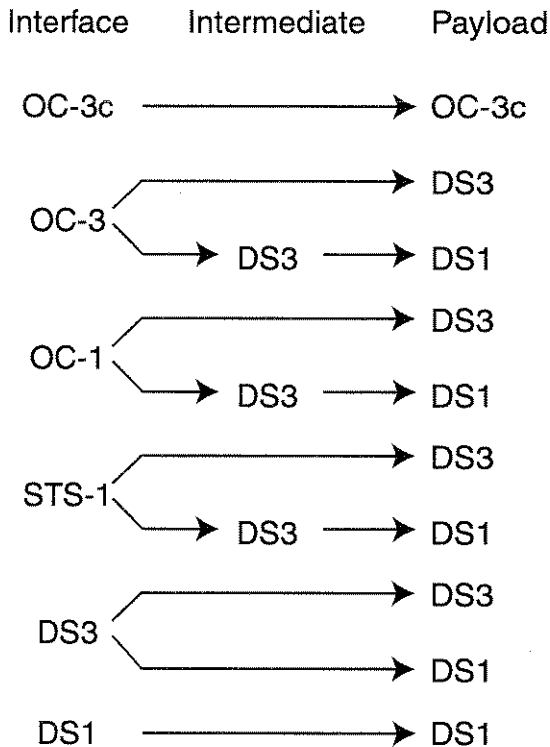 Interface Intermediate Payload
OC-3c OC-3c
DS3
OC-3
DS3 DS1
DS3
OC-1
DS3 DS1
DS3
STS-1
DS3 DS1
DS3
DS3
DS1
DS1 DS1